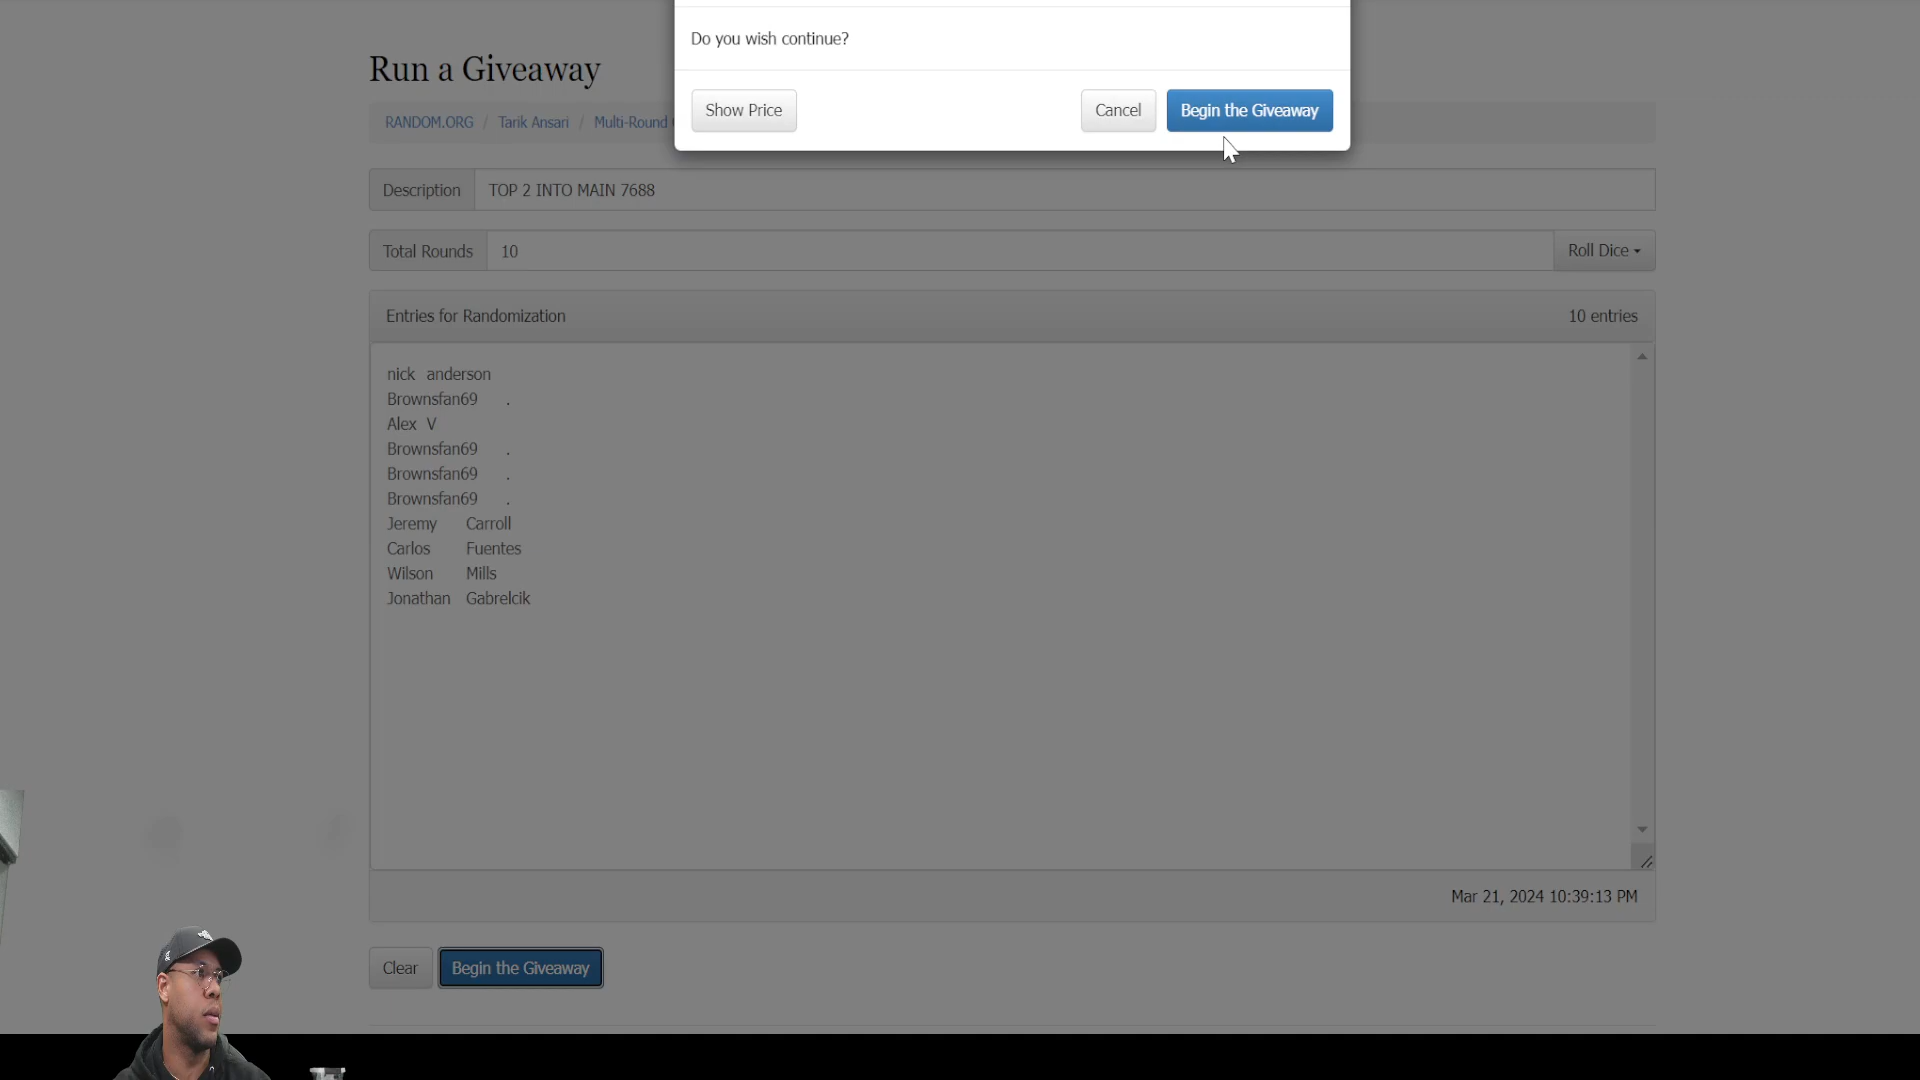 Do you wish continue?
Show Price
Cancel
Begin the Giveaway
Run a Giveaway
RANDOM.ORG / Tarik Ansari / Multi-Round
Description TOP 2 INTO MAIN 7688
Total Rounds 10 Roll Dice
Entries for Randomization 10 entries
nick anderson
Brownsfan69 .
Alex V
Brownsfan69 .
Brownsfan69 .
Brownsfan69 .
Jeremy Carroll
Carlos Fuentes
Wilson Mills
Jonathan Gabrelcik
Mar 21, 2024 10:39:13 PM
Clear
Begin the Giveaway